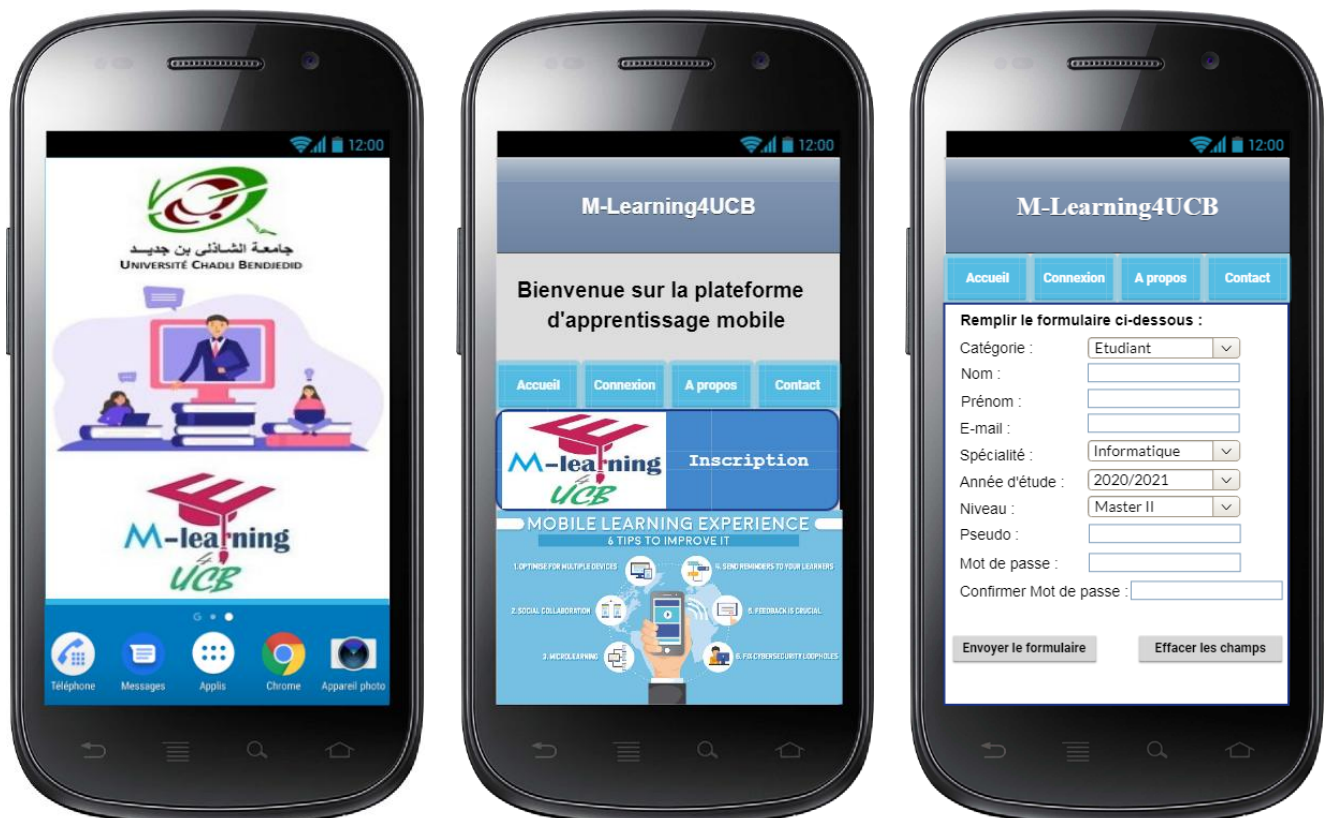 12:00
جامعة الشاذلي بن جديـد
UNIVERSITÉ CHADLI BENDJEDID
M-learning
4
UCB
G
Téléphone
Messages
Applis
Chrome
Appareil photo
12:00
M-Learning4UCB
Bienvenue sur la plateforme
d'apprentissage mobile
Accueil
Connexion
A propos
Contact
M-learning
4
UCB
Inscription
MOBILE LEARNING EXPERIENCE
6 TIPS TO IMPROVE IT
1. OPTIMISE FOR MULTIPLE DEVICES
4. SEND REMINDERS TO YOUR LEARNERS
2. SOCIAL COLLABORATION
5. FEEDBACK IS CRUCIAL
3. MICROLEARNING
6. FIX CYBERSECURITY LOOPHOLES
12:00
M-Learning4UCB
Accueil
Connexion
A propos
Contact
Remplir le formulaire ci-dessous :
Catégorie : Etudiant
Nom :
Prénom :
E-mail :
Spécialité : Informatique
Année d'étude : 2020/2021
Niveau : Master II
Pseudo :
Mot de passe :
Confirmer Mot de passe :
Envoyer le formulaire
Effacer les champs